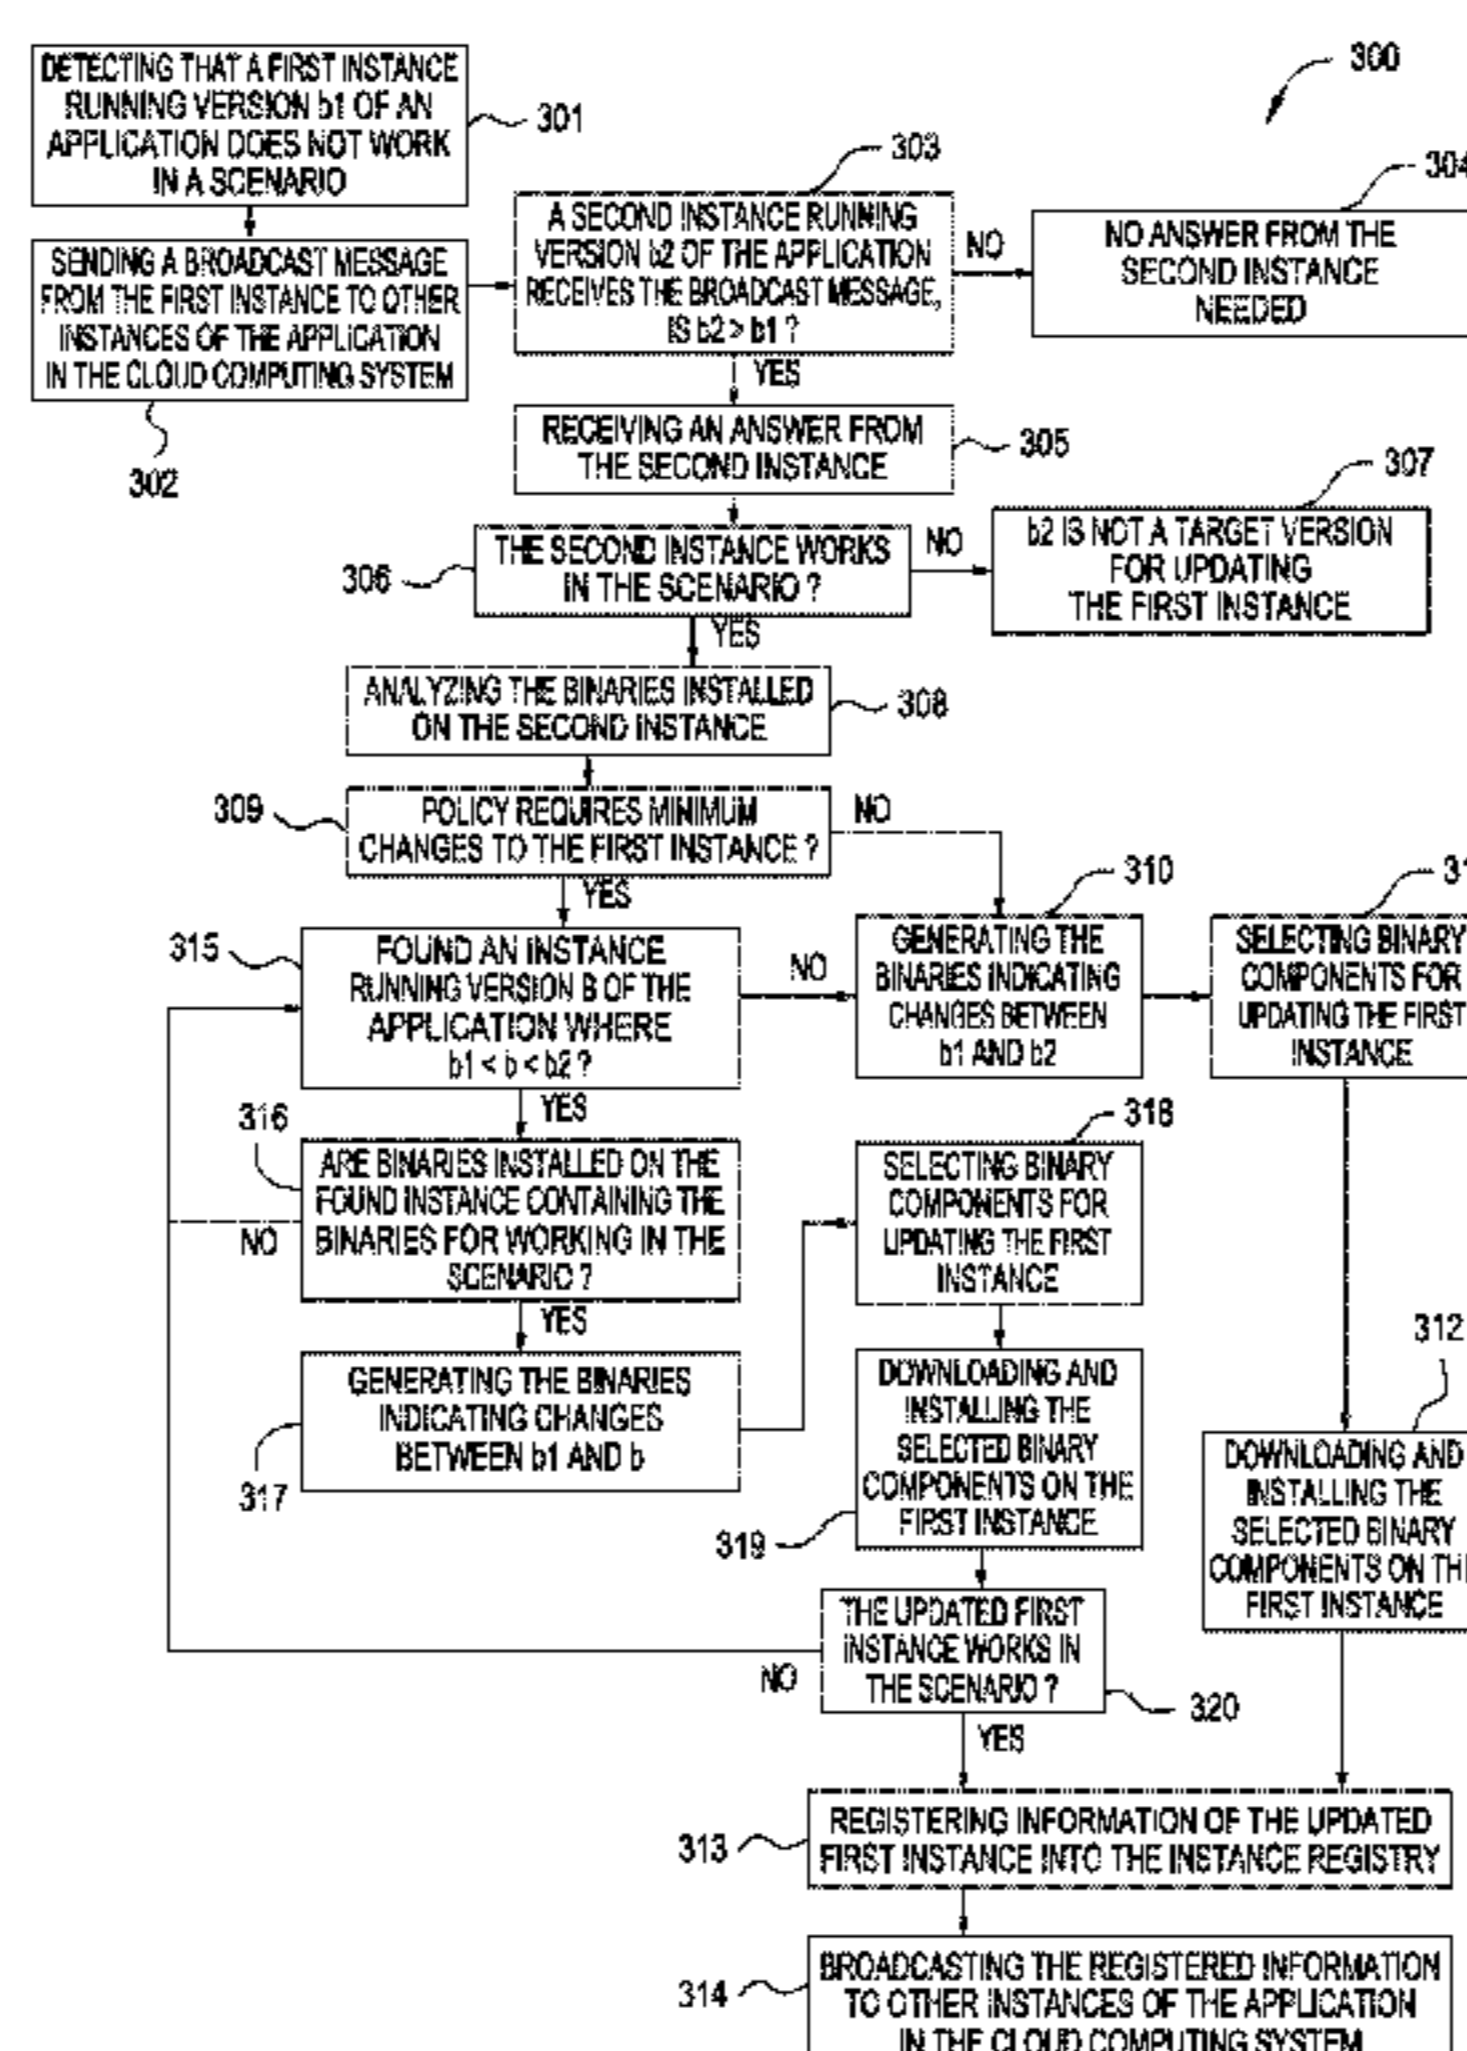 300
DETECTING THAT A FIRST INSTANCE
RUNNING VERSION b1 OF AN
APPLICATION DOES NOT WORK
IN A SCENARIO
301
SENDING A BROADCAST MESSAGE
FROM THE FIRST INSTANCE TO OTHER
INSTANCES OF THE APPLICATION
IN THE CLOUD COMPUTING SYSTEM
302
303
A SECOND INSTANCE RUNNING
VERSION b2 OF THE APPLICATION
RECEIVES THE BROADCAST MESSAGE,
IS b2 > b1 ?
NO
304
NO ANSWER FROM THE
SECOND INSTANCE
NEEDED
YES
RECEIVING AN ANSWER FROM
THE SECOND INSTANCE
305
306
THE SECOND INSTANCE WORKS
IN THE SCENARIO ?
NO
307
b2 IS NOT A TARGET VERSION
FOR UPDATING
THE FIRST INSTANCE
YES
ANALYZING THE BINARIES INSTALLED
ON THE SECOND INSTANCE
308
309
POLICY REQUIRES MINIMUM
CHANGES TO THE FIRST INSTANCE ?
NO
YES
315
FOUND AN INSTANCE
RUNNING VERSION B OF THE
APPLICATION WHERE
b1 < b < b2 ?
NO
310
GENERATING THE
BINARIES INDICATING
CHANGES BETWEEN
b1 AND b2
31
SELECTING BINARY
COMPONENTS FOR
UPDATING THE FIRST
INSTANCE
YES
316
ARE BINARIES INSTALLED ON THE
FOUND INSTANCE CONTAINING THE
BINARIES FOR WORKING IN THE
SCENARIO ?
NO
YES
317
GENERATING THE BINARIES
INDICATING CHANGES
BETWEEN b1 AND b
318
SELECTING BINARY
COMPONENTS FOR
UPDATING THE FIRST
INSTANCE
319
DOWNLOADING AND
INSTALLING THE
SELECTED BINARY
COMPONENTS ON THE
FIRST INSTANCE
312
DOWNLOADING AND
INSTALLING THE
SELECTED BINARY
COMPONENTS ON THE
FIRST INSTANCE
THE UPDATED FIRST
INSTANCE WORKS IN
THE SCENARIO ?
NO
320
YES
313
REGISTERING INFORMATION OF THE UPDATED
FIRST INSTANCE INTO THE INSTANCE REGISTRY
314
BROADCASTING THE REGISTERED INFORMATION
TO OTHER INSTANCES OF THE APPLICATION
IN THE CLOUD COMPUTING SYSTEM